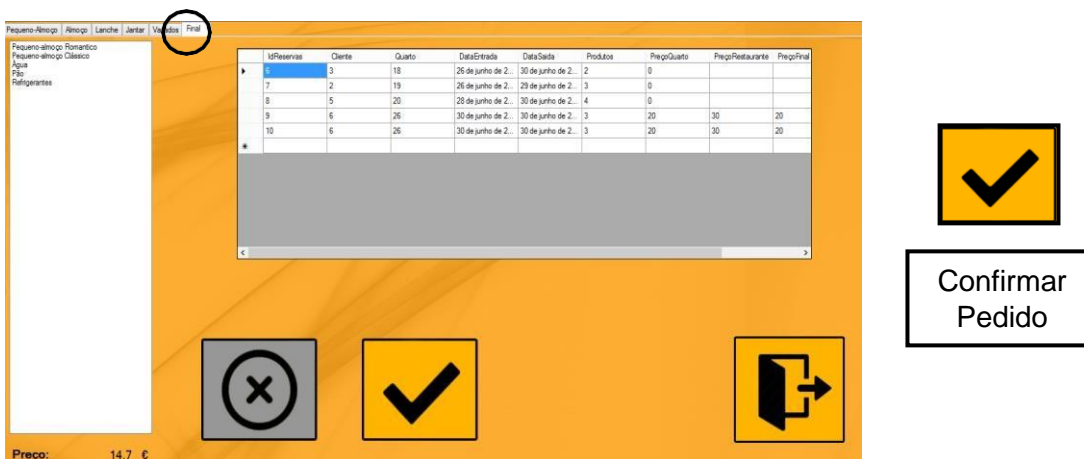 Pequeno-Almoço Almoço Lanche Jantar Variados Final
Pequeno-almoço Romantico
Pequeno-almoço Clássico
Água
Pão
Refrigerantes
IdReservas Cliente Quarto DataEntrada DataSaida Produtos PreçoQuarto PreçoRestaurante PreçoFinal
6 3 18 26 de junho de 2... 30 de junho de 2... 2 0
7 2 19 26 de junho de 2... 29 de junho de 2... 3 0
8 5 20 28 de junho de 2... 30 de junho de 2... 4 0
9 6 26 30 de junho de 2... 30 de junho de 2... 3 20 30 20
10 6 26 30 de junho de 2... 30 de junho de 2... 3 20 30 20
Confirmar
Pedido
Preço: 14,7 €